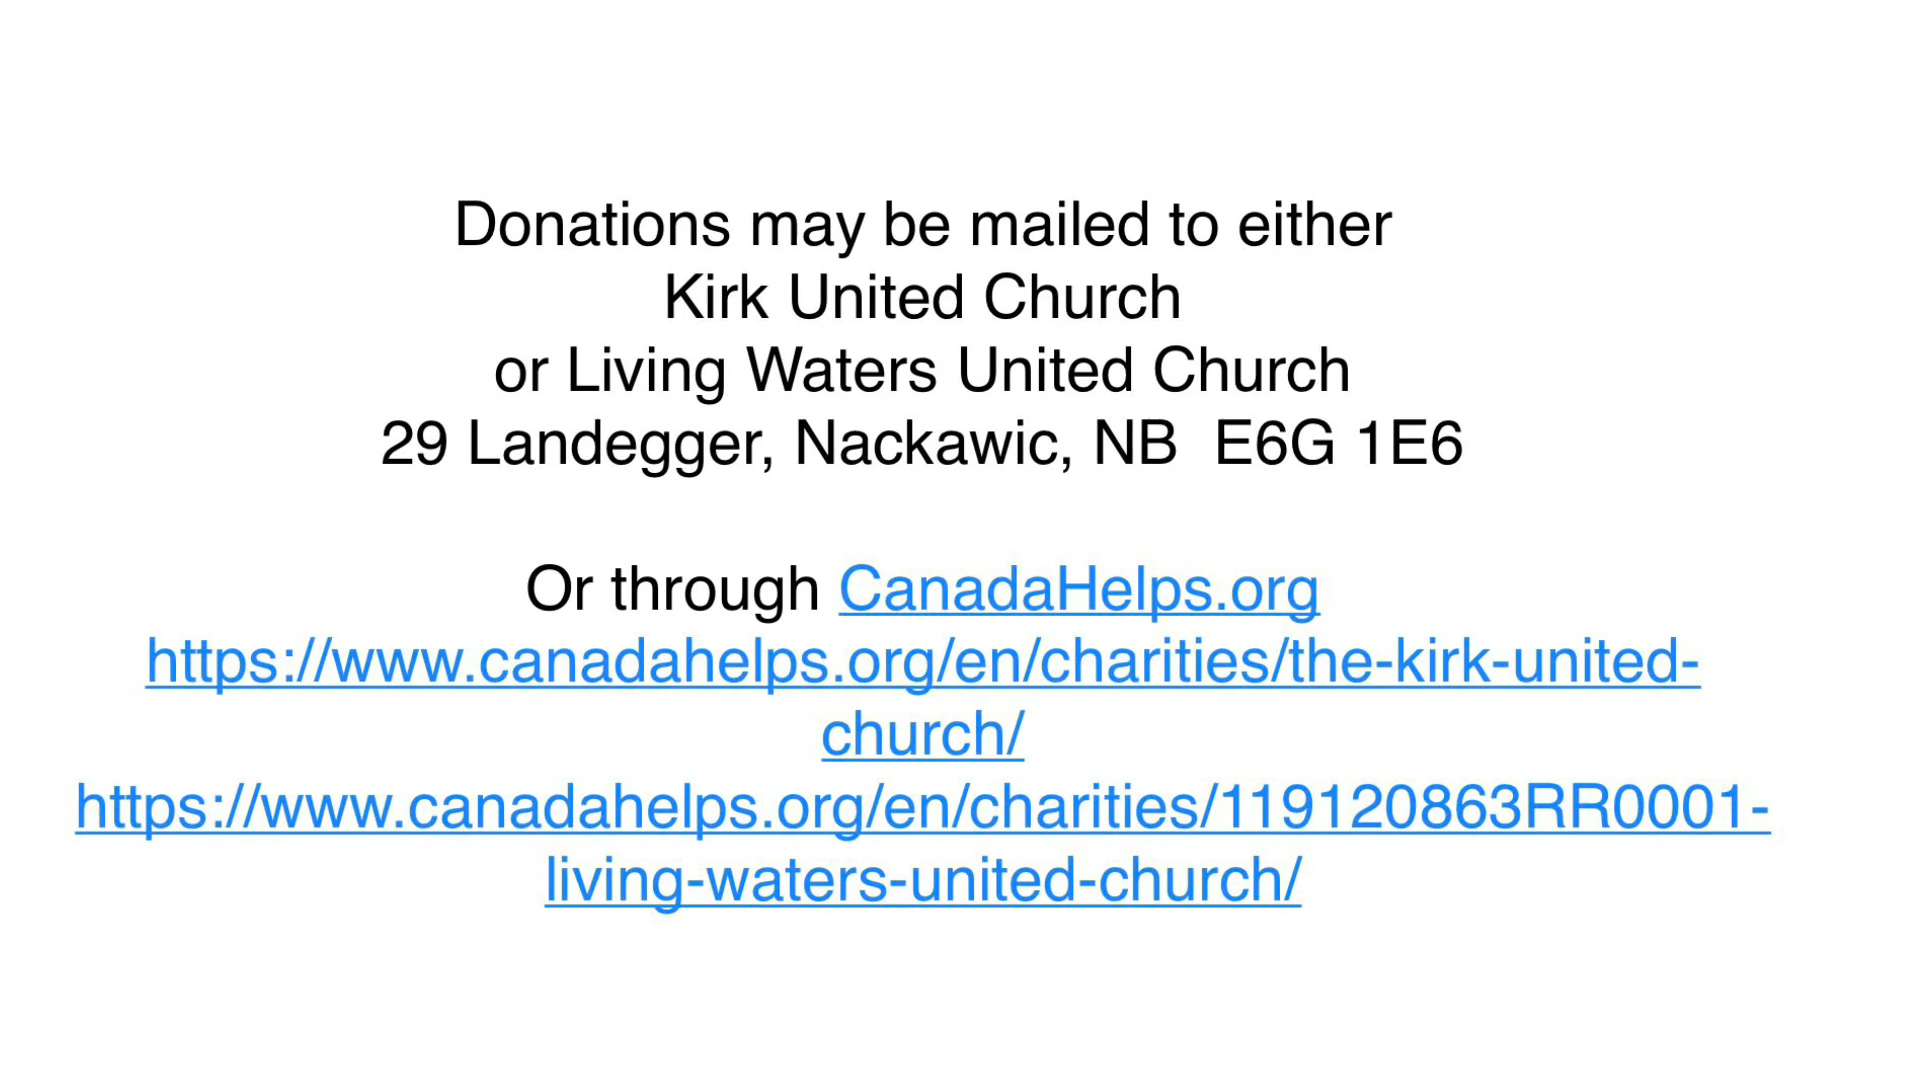 Donations may be mailed to either
Kirk United Church
or Living Waters United Church
29 Landegger, Nackawic, NB  E6G 1E6
Or through CanadaHelps.org
https://www.canadahelps.org/en/charities/the-kirk-united-
church/
https://www.canadahelps.org/en/charities/119120863RR0001-
living-waters-united-church/